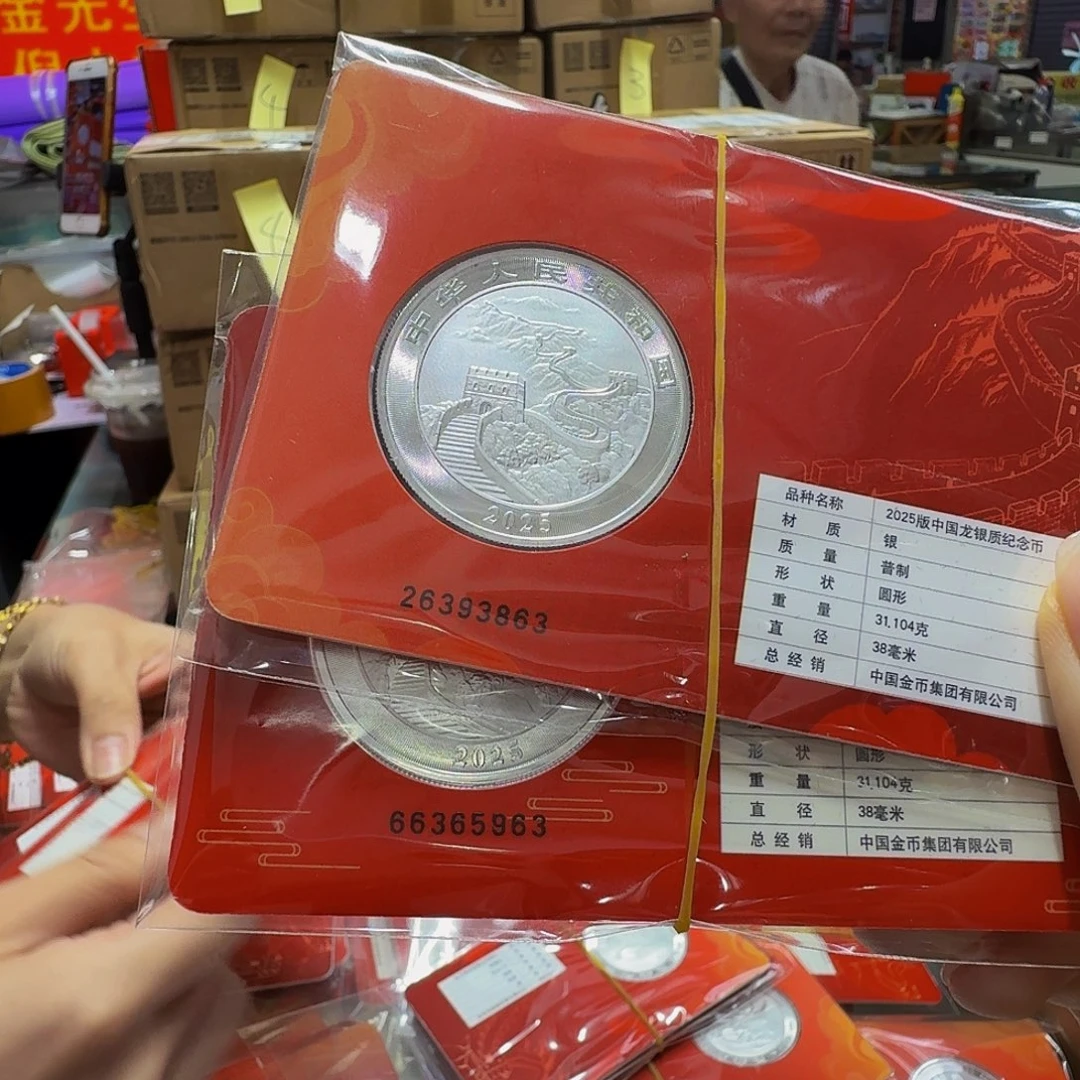 金元
4
3
中华人民共和国
2025
26393863
品种名称 2025版中国龙银质纪念币
材质 银
质量 普制
形状 圆形
重量 31.104克
直径 38毫米
总经销 中国金币集团有限公司
2025
66365963
形状 圆形
重量 31.104克
直径 38毫米
总经销 中国金币集团有限公司